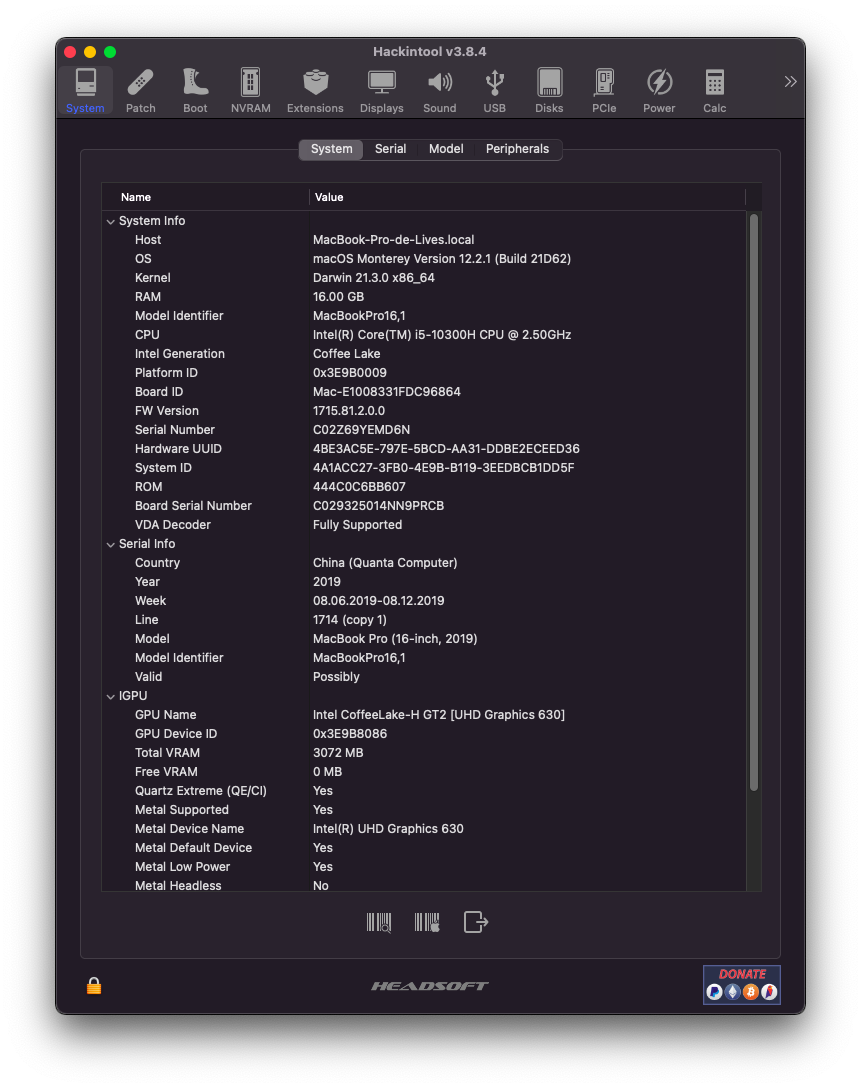 Hackintool v3.8.4
System Patch Boot NVRAM Extensions Displays Sound USB Disks PCIe Power Calc
System Serial Model Peripherals
Name Value
System Info
Host MacBook-Pro-de-Lives.local
OS macOS Monterey Version 12.2.1 (Build 21D62)
Kernel Darwin 21.3.0 x86_64
RAM 16.00 GB
Model Identifier MacBookPro16,1
CPU Intel(R) Core(TM) i5-10300H CPU @ 2.50GHz
Intel Generation Coffee Lake
Platform ID 0x3E9B0009
Board ID Mac-E1008331FDC96864
FW Version 1715.81.2.0.0
Serial Number C02Z69YEMD6N
Hardware UUID 4BE3AC5E-797E-5BCD-AA31-DDBE2ECEED36
System ID 4A1ACC27-3FB0-4E9B-B119-3EEDBCB1DD5F
ROM 444C0C6BB607
Board Serial Number C029325014NN9PRCB
VDA Decoder Fully Supported
Serial Info
Country China (Quanta Computer)
Year 2019
Week 08.06.2019-08.12.2019
Line 1714 (copy 1)
Model MacBook Pro (16-inch, 2019)
Model Identifier MacBookPro16,1
Valid Possibly
IGPU
GPU Name Intel CoffeeLake-H GT2 [UHD Graphics 630]
GPU Device ID 0x3E9B8086
Total VRAM 3072 MB
Free VRAM 0 MB
Quartz Extreme (QE/CI) Yes
Metal Supported Yes
Metal Device Name Intel(R) UHD Graphics 630
Metal Default Device Yes
Metal Low Power Yes
Metal Headless No
HEADSOFT
DONATE